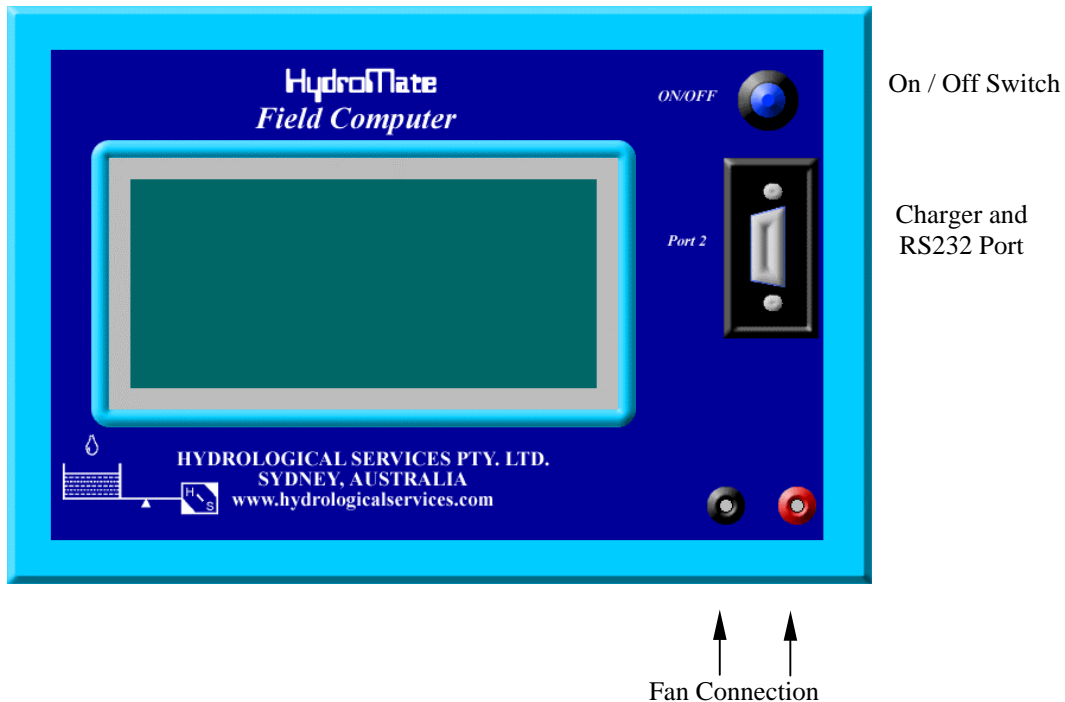 HydroMate
Field Computer
ON/OFF
On / Off Switch
Port 2
Charger and
RS232 Port
HYDROLOGICAL SERVICES PTY. LTD.
SYDNEY, AUSTRALIA
www.hydrologicalservices.com
H
S
Fan Connection